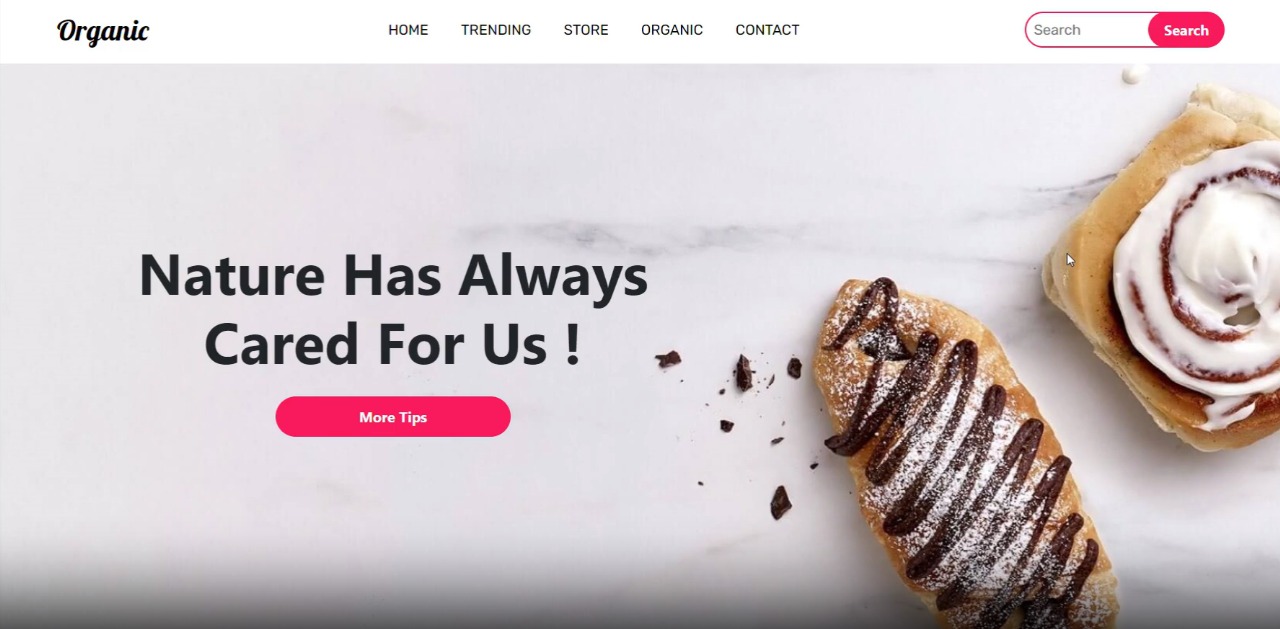 Organic
HOME TRENDING STORE ORGANIC CONTACT
Search Search
Nature Has Always
Cared For Us !
More Tips